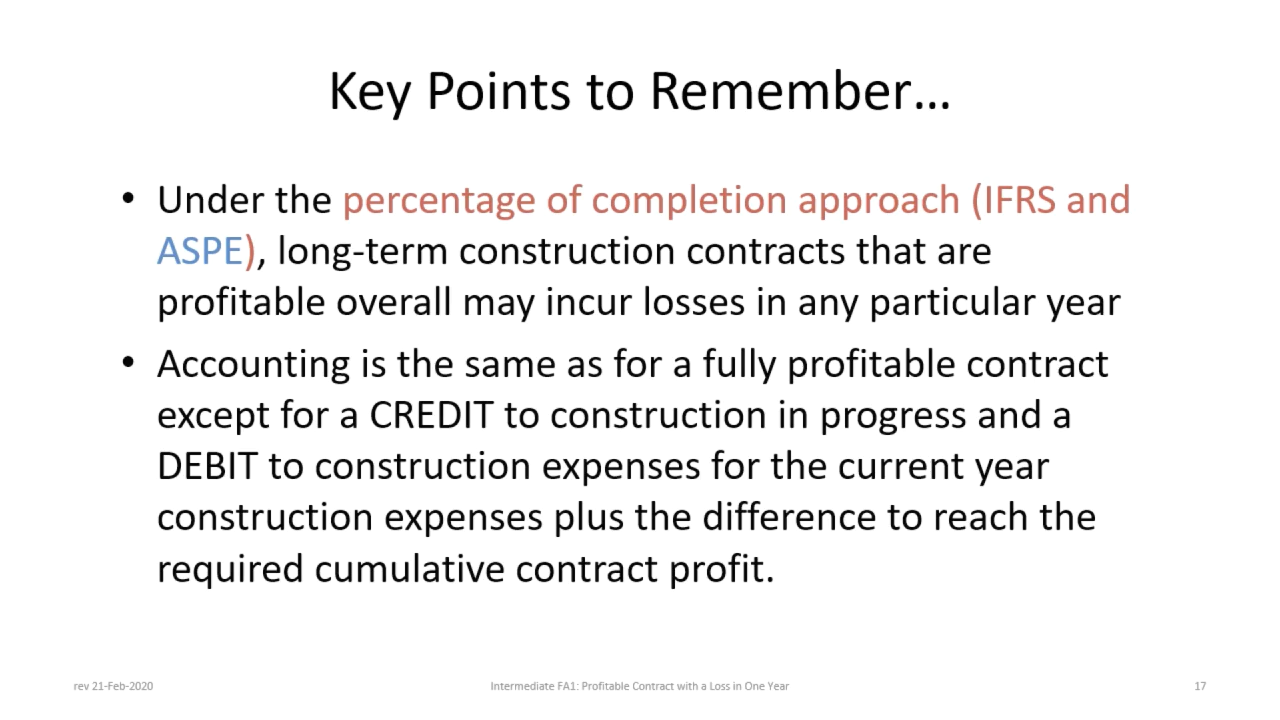 Key Points to Remember…
• Under the percentage of completion approach (IFRS and
ASPE), long-term construction contracts that are
profitable overall may incur losses in any particular year
• Accounting is the same as for a fully profitable contract
except for a CREDIT to construction in progress and a
DEBIT to construction expenses for the current year
construction expenses plus the difference to reach the
required cumulative contract profit.
rev 21-Feb-2020
Intermediate FA1: Profitable Contract with a Loss in One Year
17